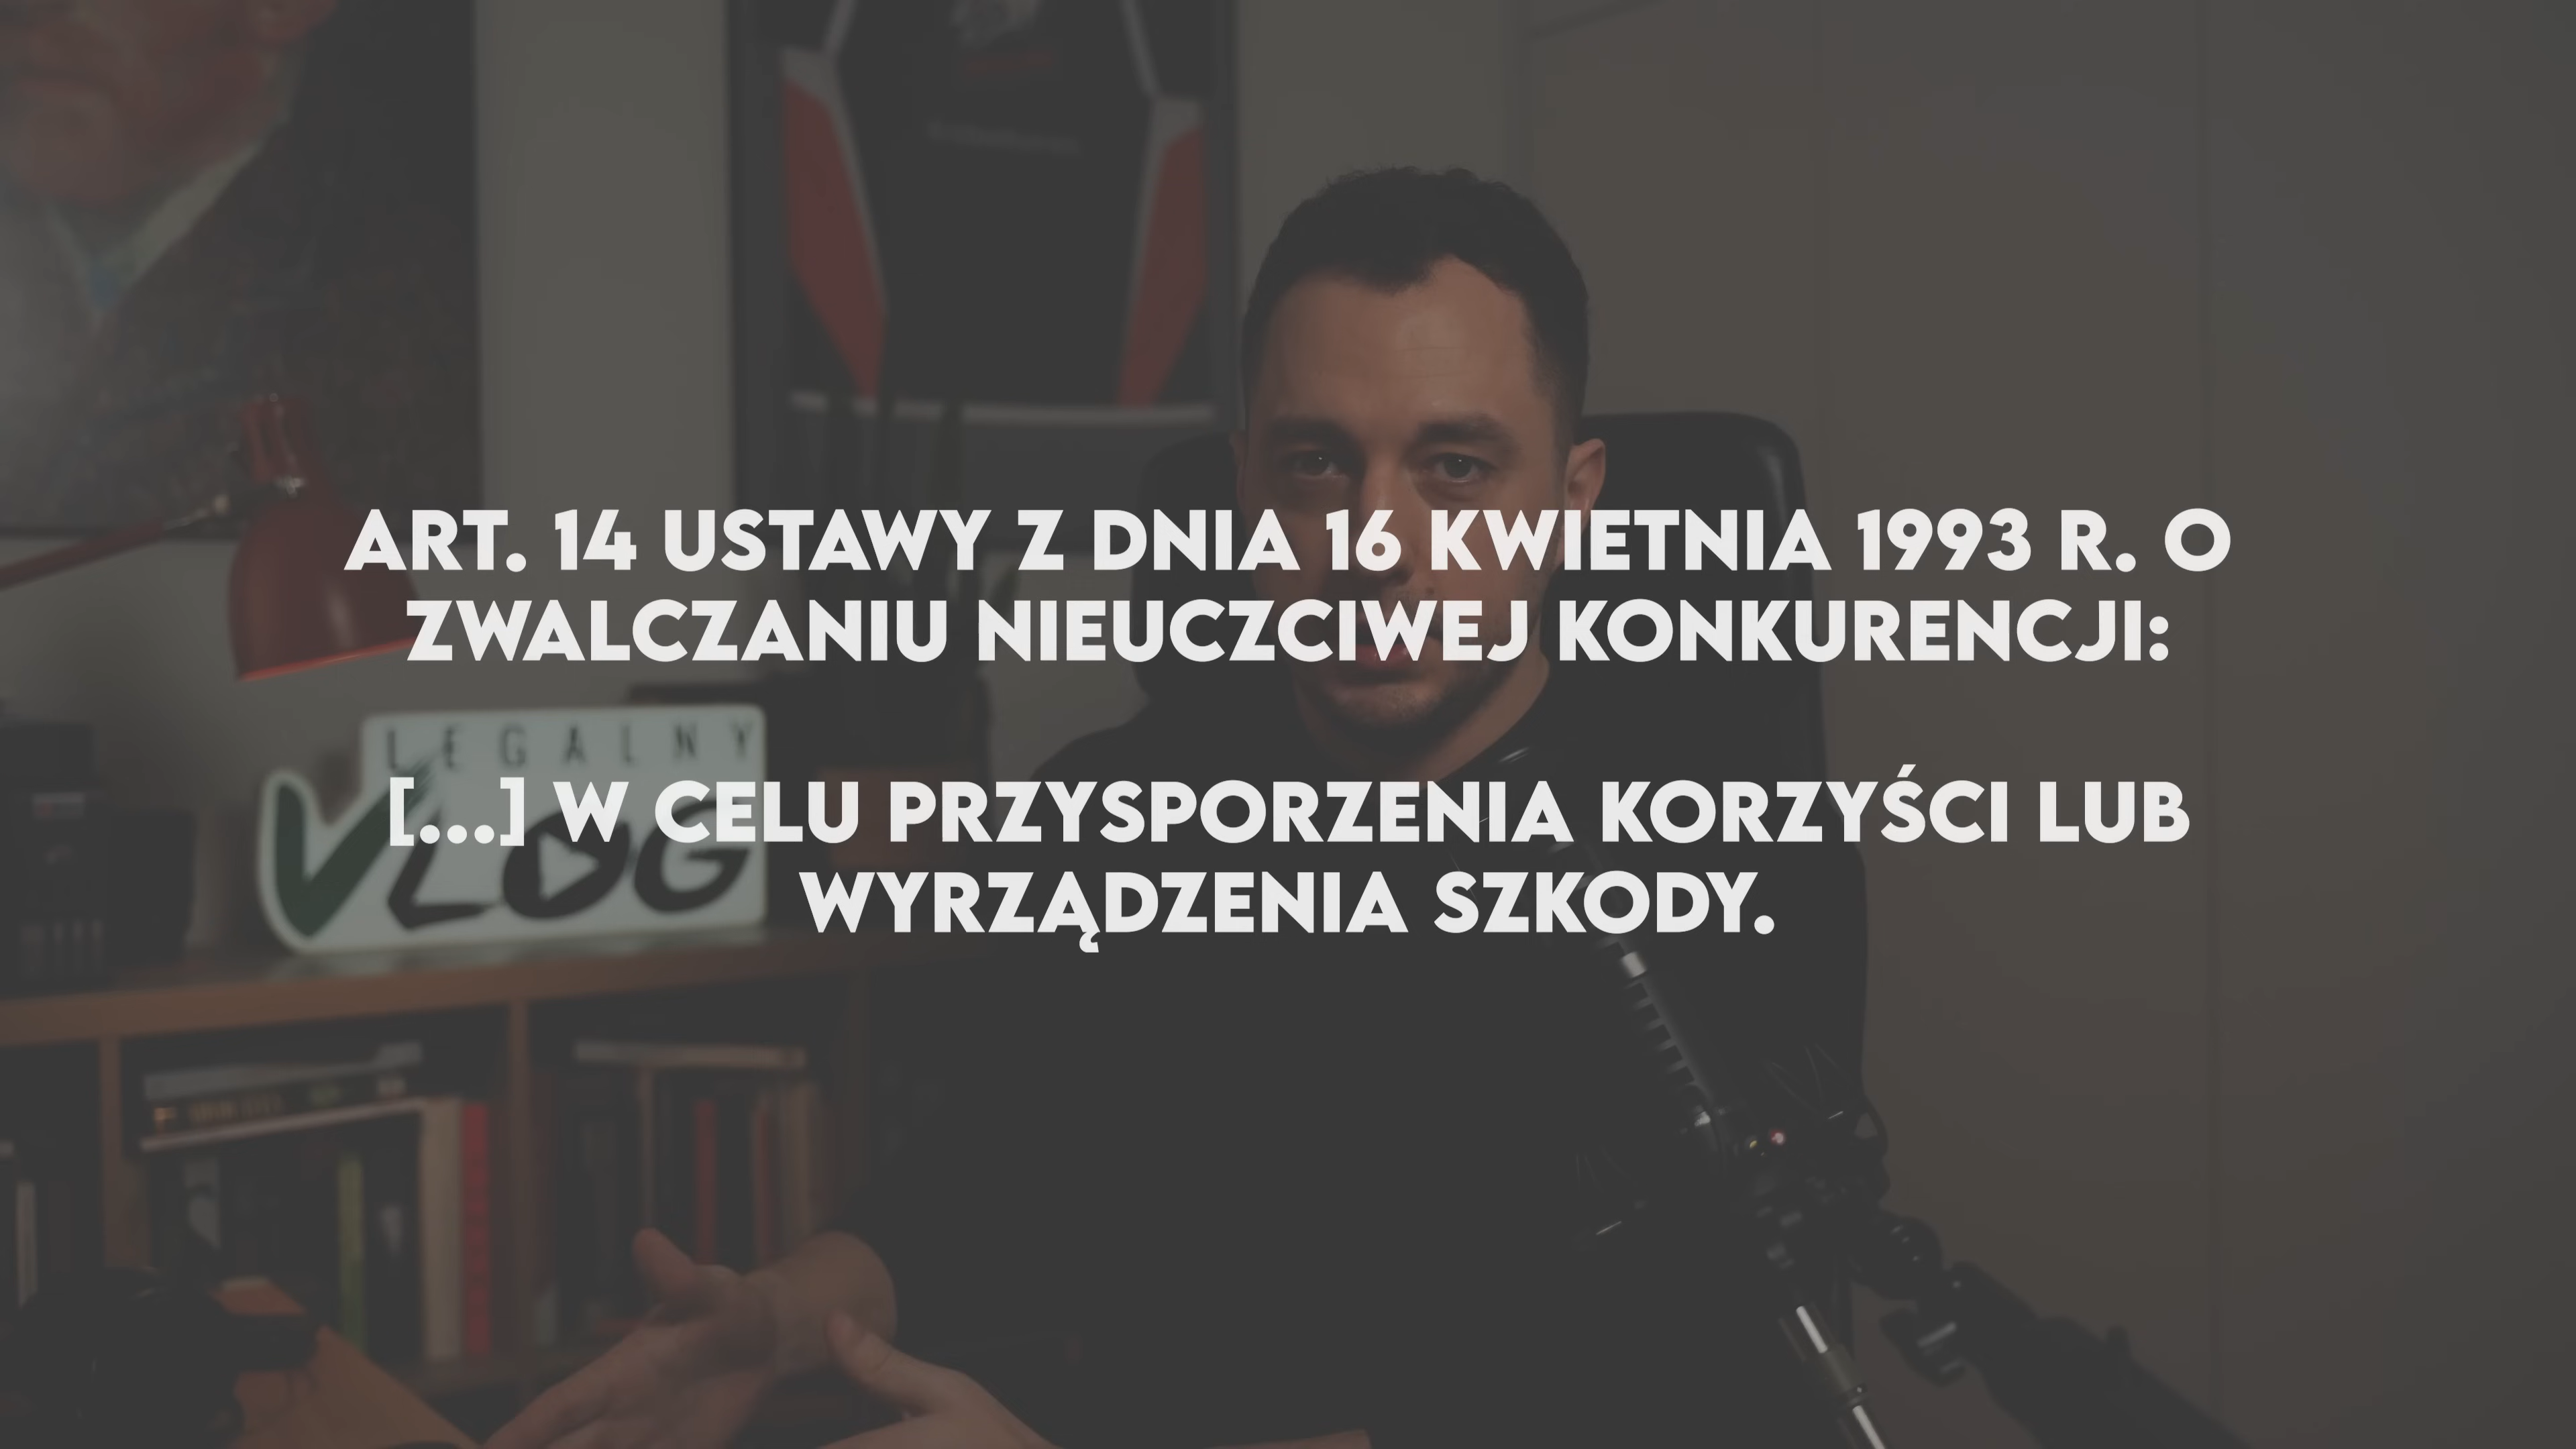 ART. 14 USTAWY Z DNIA 16 KWIETNIA 1993 R. O
ZWALCZANIU NIEUCZCIWEJ KONKURENCJI:
LEGALNY
VLOG
[...] W CELU PRZYSPORZENIA KORZYŚCI LUB
WYRZĄDZENIA SZKODY.